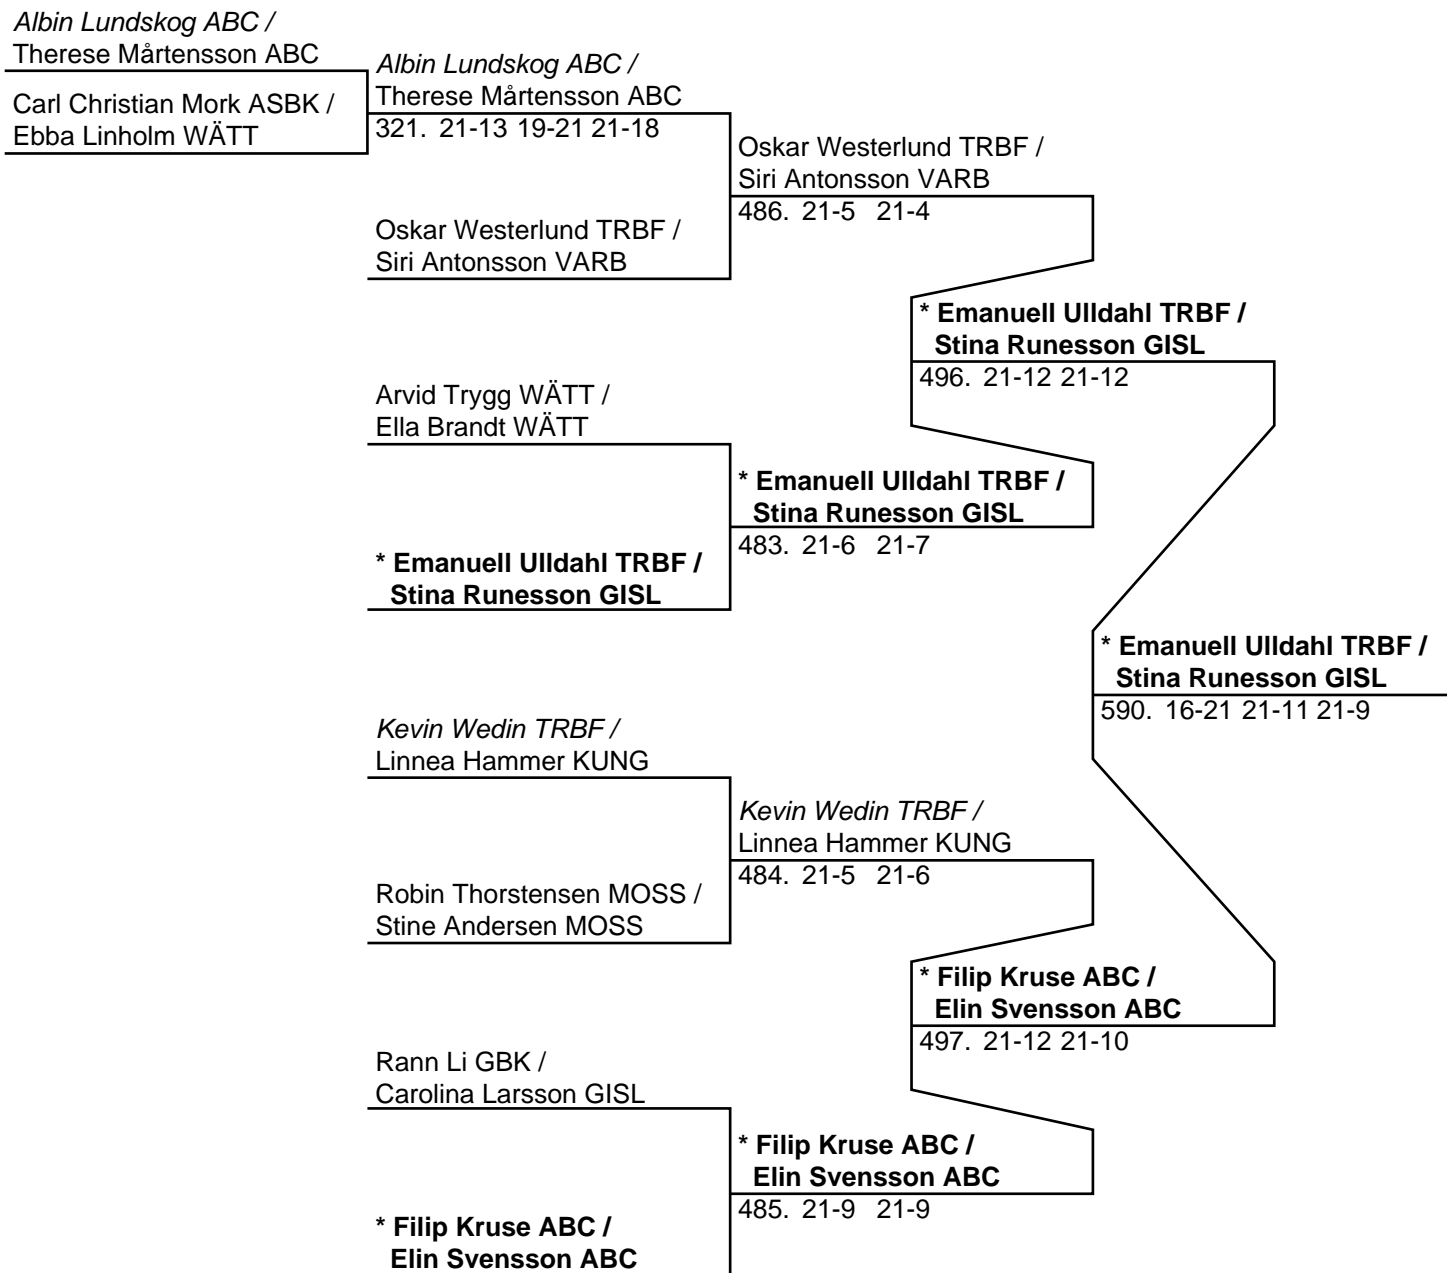 Albin Lundskog ABC /
Therese Mårtensson ABC
Carl Christian Mork ASBK /
Ebba Linholm WÄTT
Albin Lundskog ABC /
Therese Mårtensson ABC
321. 21-13 19-21 21-18
Oskar Westerlund TRBF /
Siri Antonsson VARB
Oskar Westerlund TRBF /
Siri Antonsson VARB
486. 21-5 21-4
Arvid Trygg WÄTT /
Ella Brandt WÄTT
* Emanuell Ulldahl TRBF /
Stina Runesson GISL
* Emanuell Ulldahl TRBF /
Stina Runesson GISL
483. 21-6 21-7
* Emanuell Ulldahl TRBF /
Stina Runesson GISL
496. 21-12 21-12
Kevin Wedin TRBF /
Linnea Hammer KUNG
Robin Thorstensen MOSS /
Stine Andersen MOSS
Kevin Wedin TRBF /
Linnea Hammer KUNG
484. 21-5 21-6
Rann Li GBK /
Carolina Larsson GISL
* Filip Kruse ABC /
Elin Svensson ABC
* Filip Kruse ABC /
Elin Svensson ABC
485. 21-9 21-9
* Filip Kruse ABC /
Elin Svensson ABC
497. 21-12 21-10
* Emanuell Ulldahl TRBF /
Stina Runesson GISL
590. 16-21 21-11 21-9